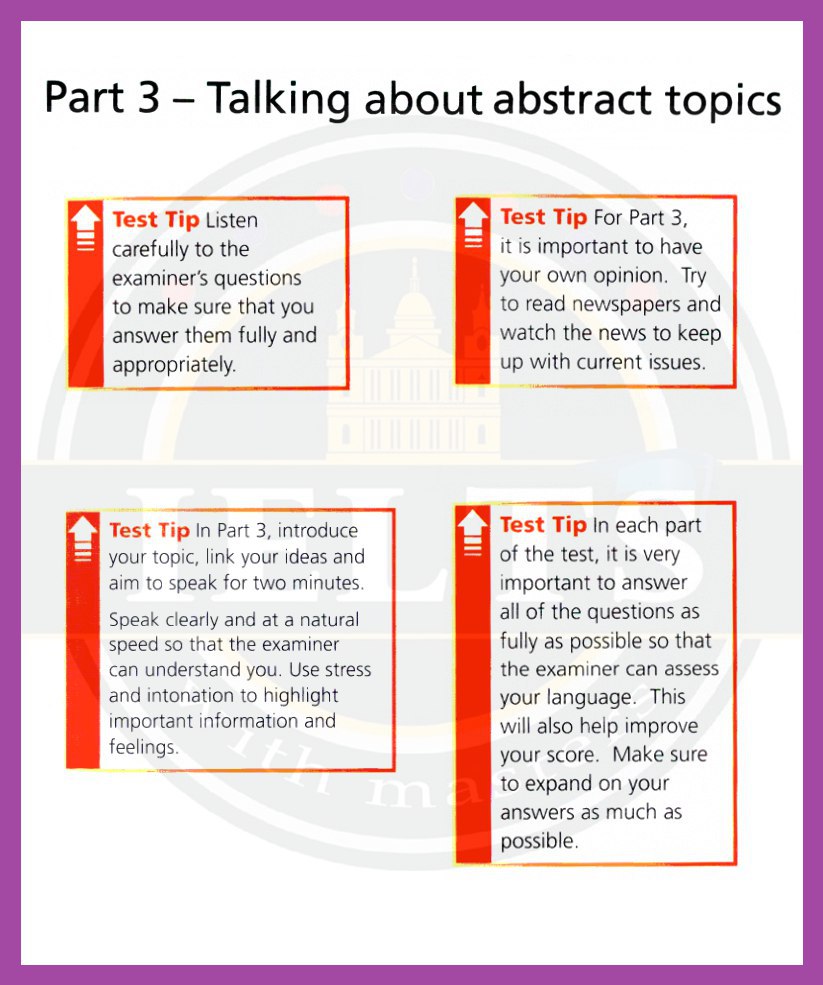 Part 3 – Talking about abstract topics
Test Tip Listen
carefully to the
examiner's questions
to make sure that you
answer them fully and
appropriately.
Test Tip For Part 3,
it is important to have
your own opinion. Try
to read newspapers and
watch the news to keep
up with current issues.
Test Tip In Part 3, introduce
your topic, link your ideas and
aim to speak for two minutes.
Speak clearly and at a natural
speed so that the examiner
can understand you. Use stress
and intonation to highlight
important information and
feelings.
Test Tip In each part
of the test, it is very
important to answer
all of the questions as
fully as possible so that
the examiner can assess
your language. This
will also help improve
your score. Make sure
to expand on your
answers as much as
possible.
IELTS